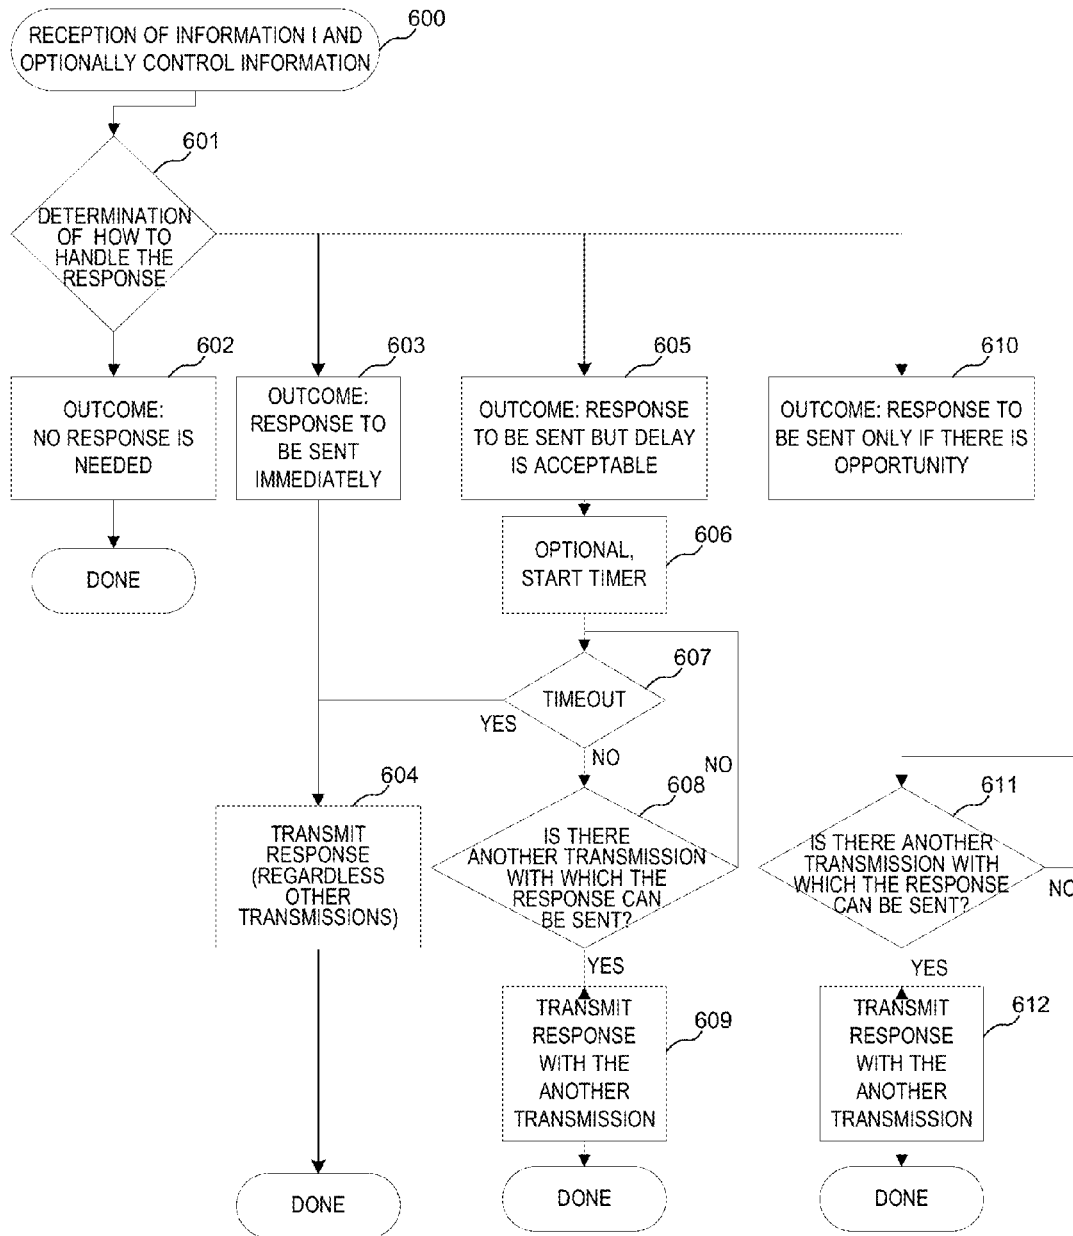 600
RECEPTION OF INFORMATION I AND
OPTIONALLY CONTROL INFORMATION
601
DETERMINATION
OF HOW TO
HANDLE THE
RESPONSE
602
OUTCOME:
NO RESPONSE IS
NEEDED
DONE
603
OUTCOME:
RESPONSE TO
BE SENT
IMMEDIATELY
605
OUTCOME: RESPONSE
TO BE SENT BUT DELAY
IS ACCEPTABLE
610
OUTCOME: RESPONSE TO
BE SENT ONLY IF THERE IS
OPPORTUNITY
606
OPTIONAL,
START TIMER
607
TIMEOUT
YES
NO
NO
604
TRANSMIT
RESPONSE
(REGARDLESS
OTHER
TRANSMISSIONS)
608
IS THERE
ANOTHER TRANSMISSION
WITH WHICH THE
RESPONSE CAN
BE SENT?
611
IS THERE ANOTHER
TRANSMISSION WITH
WHICH THE RESPONSE
CAN BE SENT?
NO
YES
YES
609
TRANSMIT
RESPONSE
WITH THE
ANOTHER
TRANSMISSION
612
TRANSMIT
RESPONSE
WITH THE
ANOTHER
TRANSMISSION
DONE
DONE
DONE